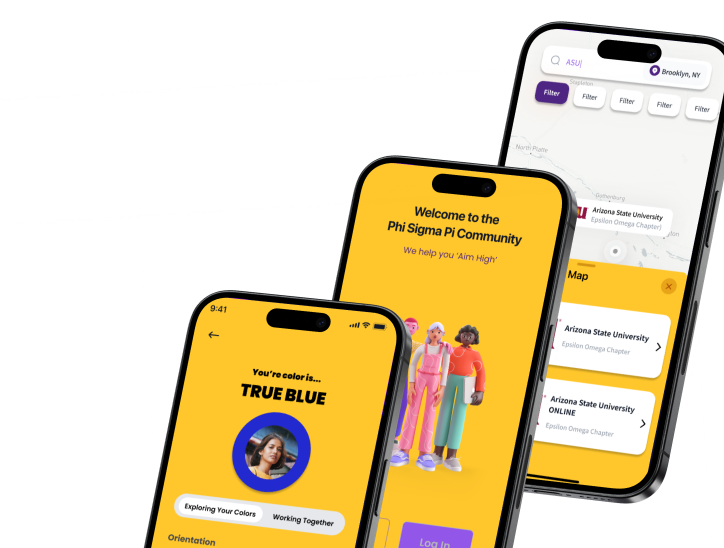 9:41
You're color is...
TRUE BLUE
Exploring Your Colors
Working Together
Orientation
Welcome to the
Phi Sigma Pi Community
We help you 'Aim High'
Log In
ASU
Brooklyn, NY
Stapleton
Filter
Filter
Filter
Filter
Filter
North Platte
Gothenburg
Arizona State University
Epsilon Omega Chapter)
Map
Arizona State University
Epsilon Omega Chapter
Arizona State University
ONLINE
Epsilon Omega Chapter